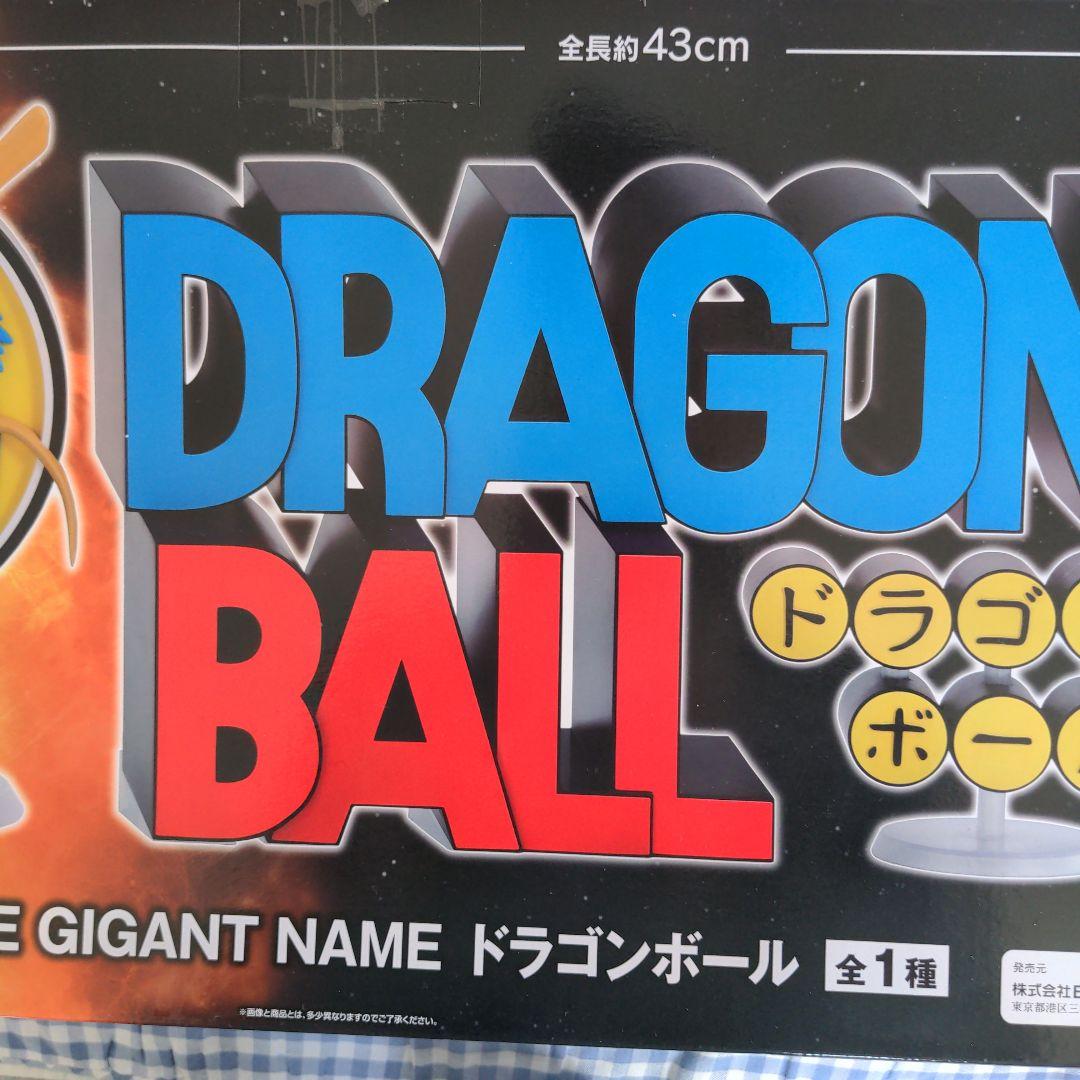 全長約43cm
DRAGON
BALL
ドラゴ
ボー
E GIGANT NAME ドラゴンボール 全1種
発売元
株式会社B
東京都港区三
※画像と商品とは、多少異なりますのでご了承ください。